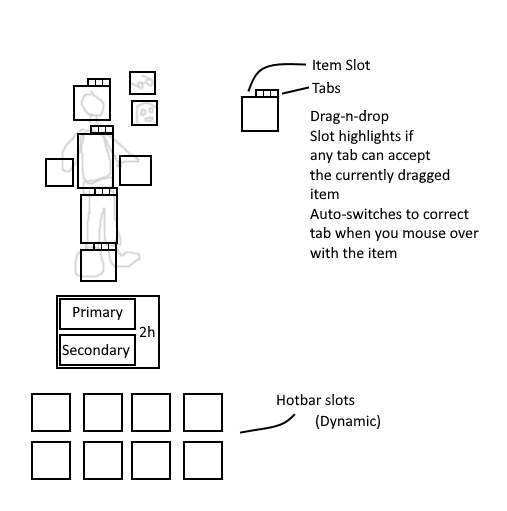 Item Slot
Tabs
Drag-n-drop
Slot highlights if
any tab can accept
the currently dragged
item
Auto-switches to correct
tab when you mouse over
with the item
Primary
2h
Secondary
Hotbar slots
(Dynamic)